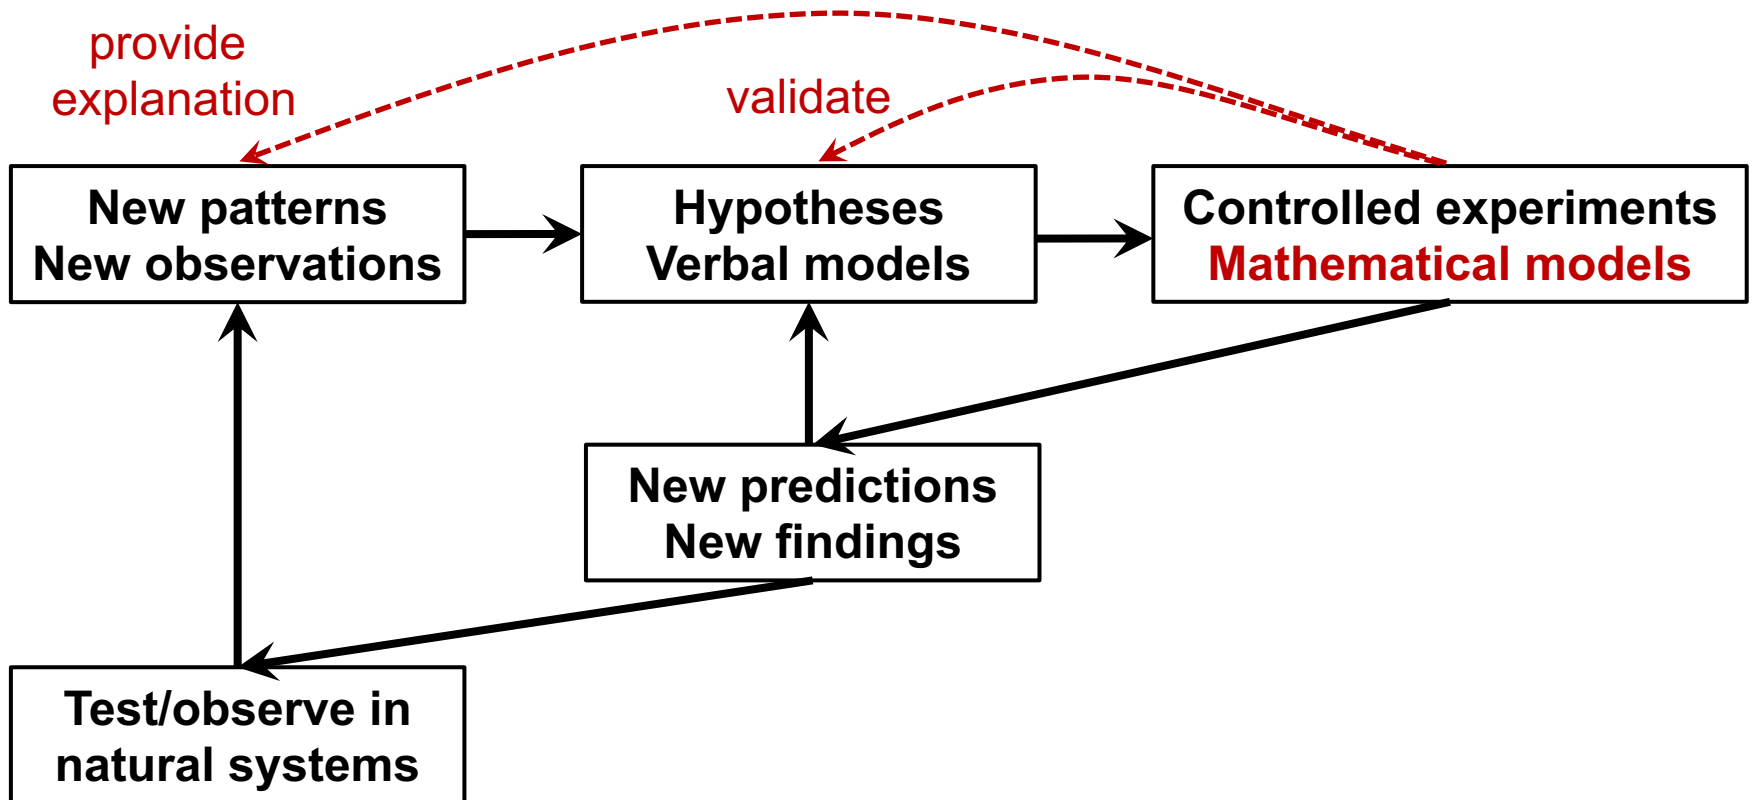 provide
explanation
validate
New patterns
New observations
Hypotheses
Verbal models
Controlled experiments
Mathematical models
New predictions
New findings
Test/observe in
natural systems